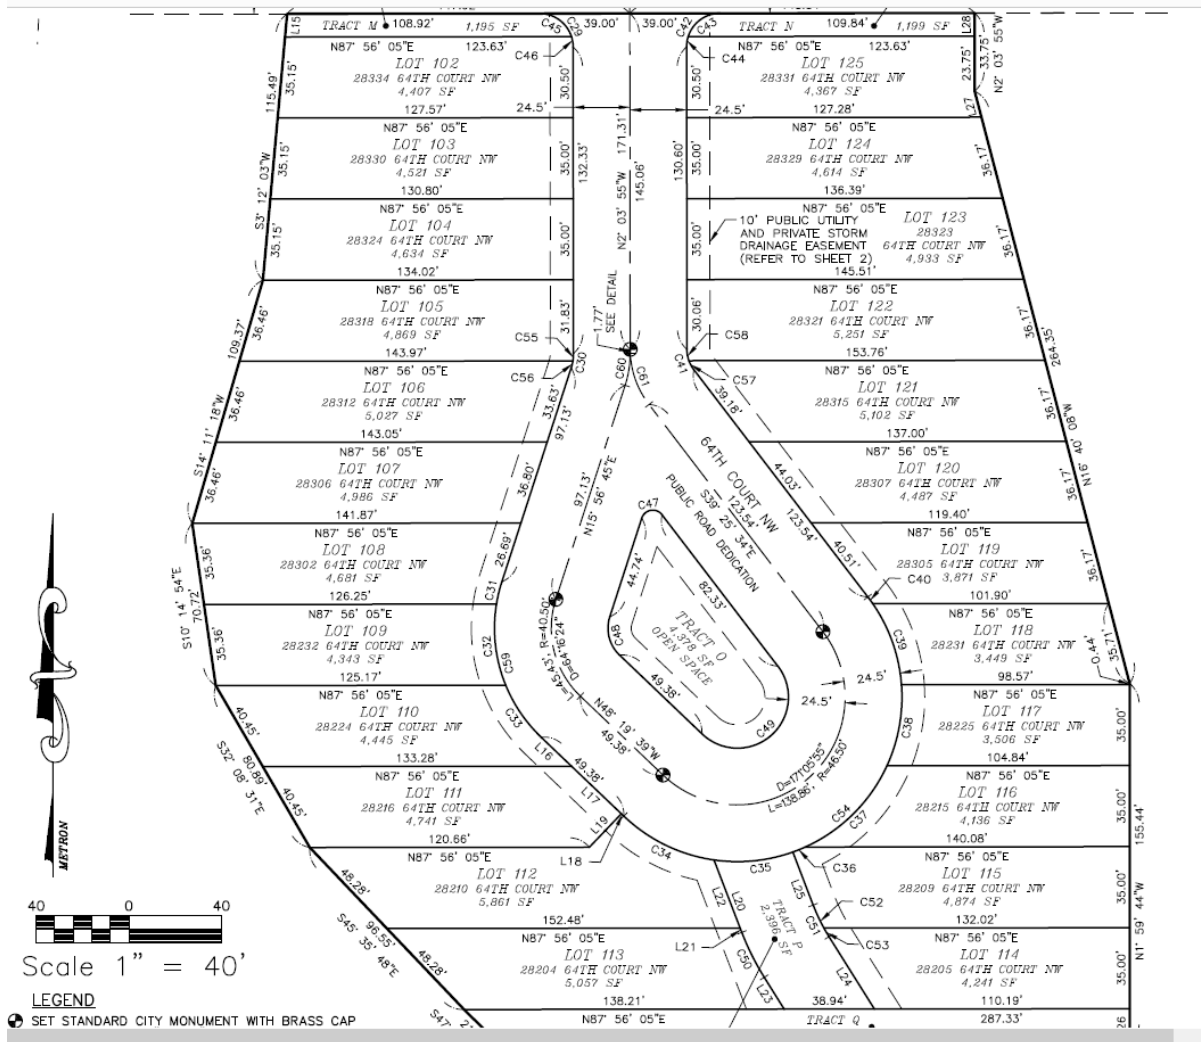 TRACT M
108.92'
1,195 SF
C45
C29
39.00'
39.00'
C42
C43
TRACT N
109.84'
1,199 SF
L28
L15
N87° 56' 05"E
123.63'
C46
LOT 102
28334 64TH COURT NW
4,407 SF
127.57'
N87° 56' 05"E
LOT 103
28330 64TH COURT NW
4,521 SF
130.80'
N87° 56' 05"E
LOT 104
28324 64TH COURT NW
4,634 SF
134.02'
N87° 56' 05"E
LOT 105
28318 64TH COURT NW
4,869 SF
143.97'
N87° 56' 05"E
LOT 106
28312 64TH COURT NW
5,027 SF
143.05'
N87° 56' 05"E
LOT 107
28306 64TH COURT NW
4,986 SF
141.87'
N87° 56' 05"E
LOT 108
28302 64TH COURT NW
4,681 SF
126.25'
N87° 56' 05"E
LOT 109
28232 64TH COURT NW
4,343 SF
125.17'
N87° 56' 05"E
LOT 110
28224 64TH COURT NW
4,445 SF
133.28'
N87° 56' 05"E
LOT 111
28216 64TH COURT NW
4,741 SF
120.66'
N87° 56' 05"E
LOT 112
28210 64TH COURT NW
5,861 SF
152.48'
N87° 56' 05"E
LOT 113
28204 64TH COURT NW
5,057 SF
138.21'
N87° 56' 05"E
115.49'
35.15'
S3° 12' 03"W
35.15'
35.15'
109.37'
36.46'
S14° 11' 18"W
36.46'
36.46'
S10° 14' 54"E
70.72'
35.36'
35.36'
40.45'
80.89'
S32° 08' 31"E
40.45'
48.28'
96.55'
S45° 35' 48"E
48.28'
S47°
30.50'
24.5'
35.00'
132.33'
35.00'
31.83'
C55
C30
C56
33.63'
97.13'
36.80'
26.69'
C31
C32
C59
C33
L16
49.38'
L17
L19
L18
C34
171.31'
N2° 03' 55"W
145.06'
1.77'
SEE DETAIL
C60
C61
97.13'
N15° 56' 45"E
L=45.43', R=40.50'
D=64°16'24"
N48° 19' 39"W
49.38
64TH COURT NW
S39° 25' 34"E
123.54'
PUBLIC ROAD DEDICATION
C47
44.74'
82.33'
C48
TRACT O
4,378 SF
OPEN SPACE
49.38'
C49
24.5'
24.5'
D=171°05'55"
L=138.86', R=46.50'
C44
30.50'
24.5'
130.60'
35.00'
35.00'
30.06'
C58
C41
C57
39.18'
44.03'
123.54'
40.51'
C40
C39
C38
C54
C37
C35
C36
N87° 56' 05"E
123.63'
LOT 125
28331 64TH COURT NW
4,367 SF
127.28'
N87° 56' 05"E
LOT 124
28329 64TH COURT NW
4,614 SF
136.39'
N87° 56' 05"E
LOT 123
28323
64TH COURT NW
4,933 SF
145.51'
10' PUBLIC UTILITY
AND PRIVATE STORM
DRAINAGE EASEMENT
(REFER TO SHEET 2)
N87° 56' 05"E
LOT 122
28321 64TH COURT NW
5,251 SF
153.76'
N87° 56' 05"E
LOT 121
28315 64TH COURT NW
5,102 SF
137.00'
N87° 56' 05"E
LOT 120
28307 64TH COURT NW
4,487 SF
119.40'
N87° 56' 05"E
LOT 119
28305 64TH COURT NW
3,871 SF
101.90'
N87° 56' 05"E
LOT 118
28231 64TH COURT NW
3,449 SF
98.57'
N87° 56' 05"E
LOT 117
28225 64TH COURT NW
3,506 SF
104.84'
N87° 56' 05"E
LOT 116
28215 64TH COURT NW
4,136 SF
140.08'
N87° 56' 05"E
LOT 115
28209 64TH COURT NW
4,874 SF
132.02'
N87° 56' 05"E
LOT 114
28205 64TH COURT NW
4,241 SF
110.19'
287.33'
23.75'
33.75'
N2° 03' 55"W
L27
36.17'
36.17'
36.17'
264.35'
36.17'
N16° 40' 08"W
36.17'
36.17'
0.44'
35.71'
35.00'
35.00'
155.44'
35.00'
N1° 59' 44"W
35.00'
26
L22
L20
L21
C50
L23
TRACT P
2,396 SF
L25
C51
C52
C53
L24
38.94'
TRACT Q
METRON
40
0
40
Scale 1" = 40'
LEGEND
SET STANDARD CITY MONUMENT WITH BRASS CAP